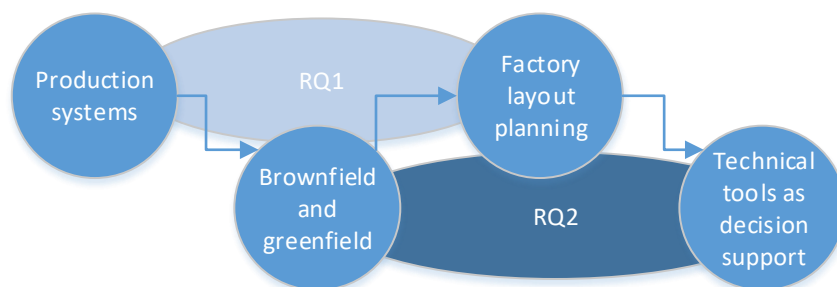 Production
systems
RQ1
Factory
layout
planning
Brownfield
and
greenfield
RQ2
Technical
tools as
decision
support